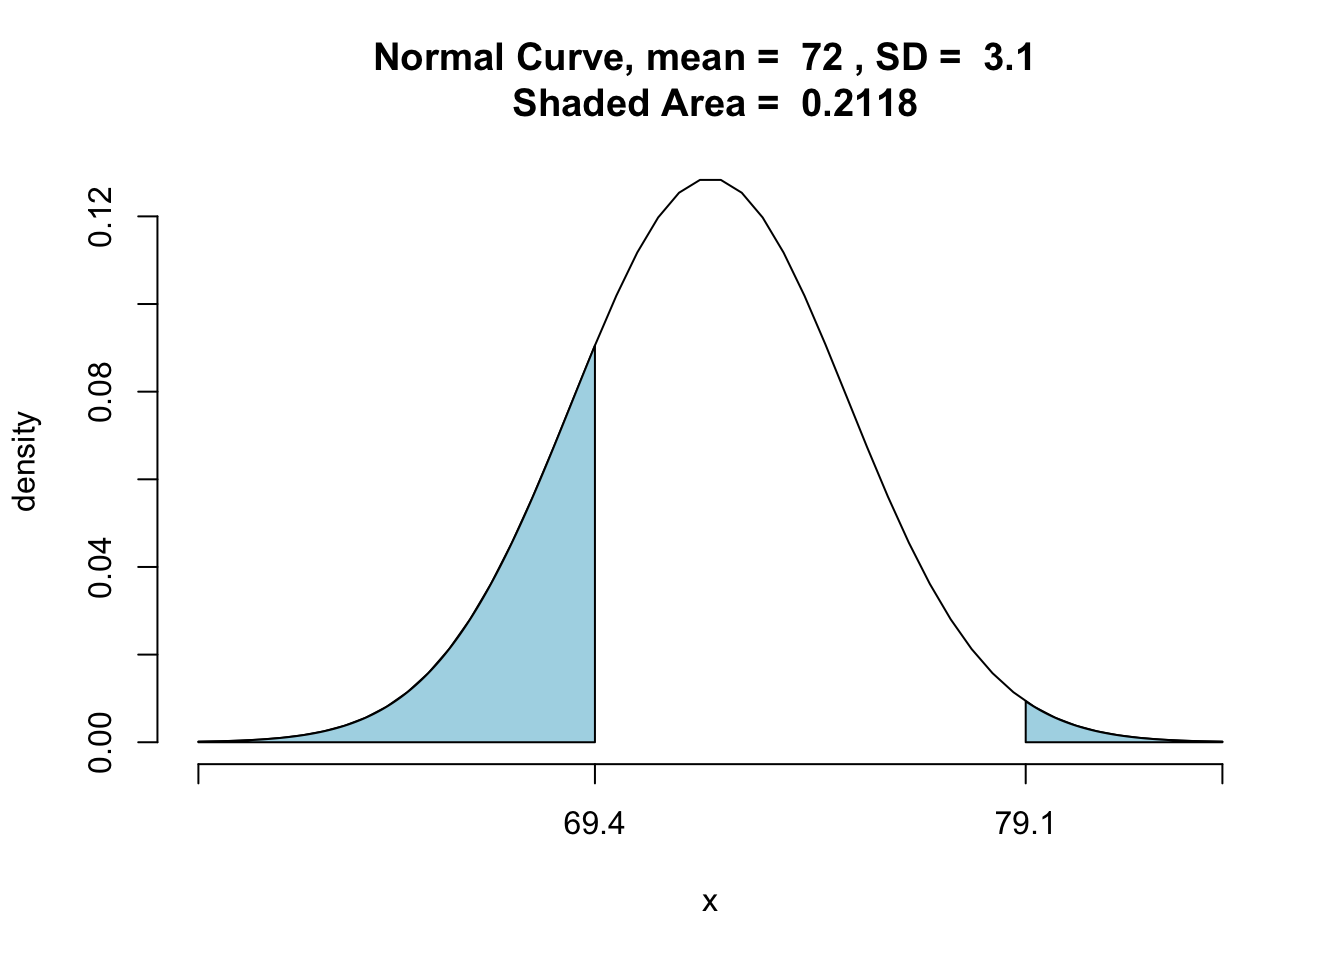 Normal Curve, mean =  72 , SD =  3.1
Shaded Area =  0.2118
0.12
0.08
0.04
0.00
density
69.4
79.1
x